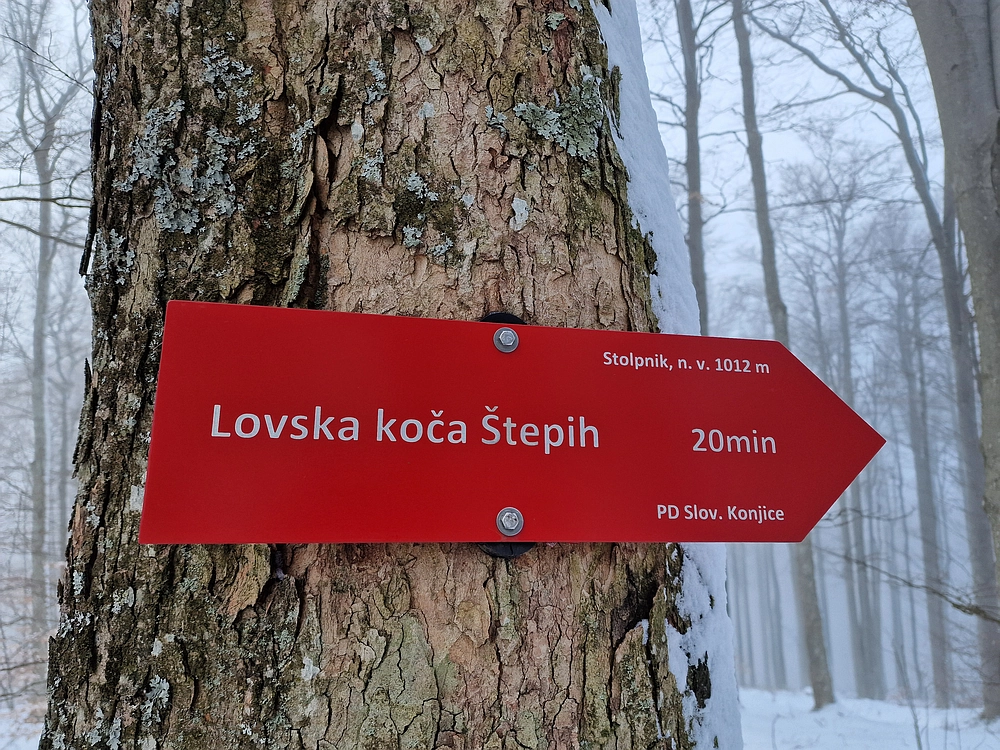 Stolpnik, n. v. 1012 m
Lovska koča Štepih 20min
PD Slov. Konjice